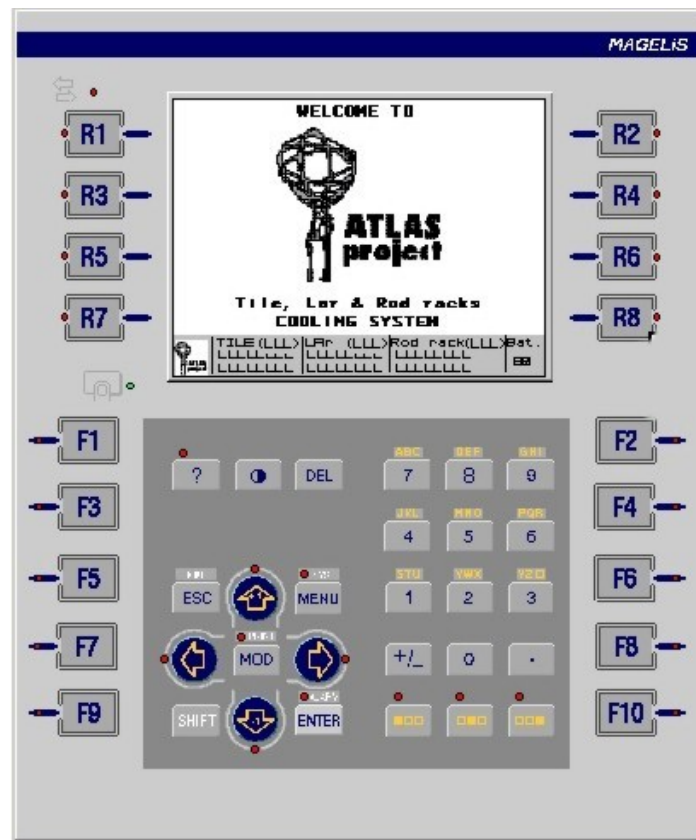 MAGELiS
WELCOME TO
ATLAS
project
Tile, Lar & Rod racks
COOLING SYSTEM
TILE(LLL) LAr (LLL) Rod rack(LLL) Bat.
R1 R2
R3 R4
R5 R6
R7 R8
F1 F2
F3 F4
F5 F6
F7 F8
F9 F10
? DEL
ABC DEF GHI
7 8 9
JKL MNO PQR
4 5 6
STU VWX YZ
ESC MENU 1 2 3
MOD +/_ 0 .
ALARM
SHIFT ENTER